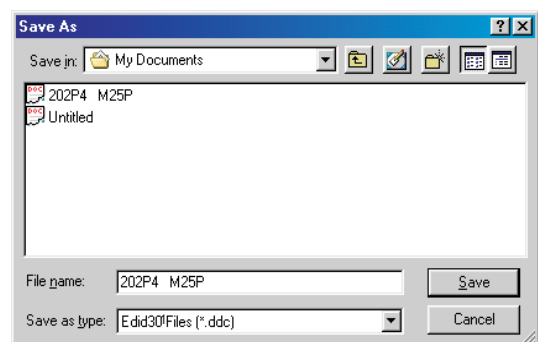 Save As
Save in: My Documents
202P4 M25P
Untitled
File name: 202P4 M25P Save
Save as type: Edid30 Files (*.ddc) Cancel